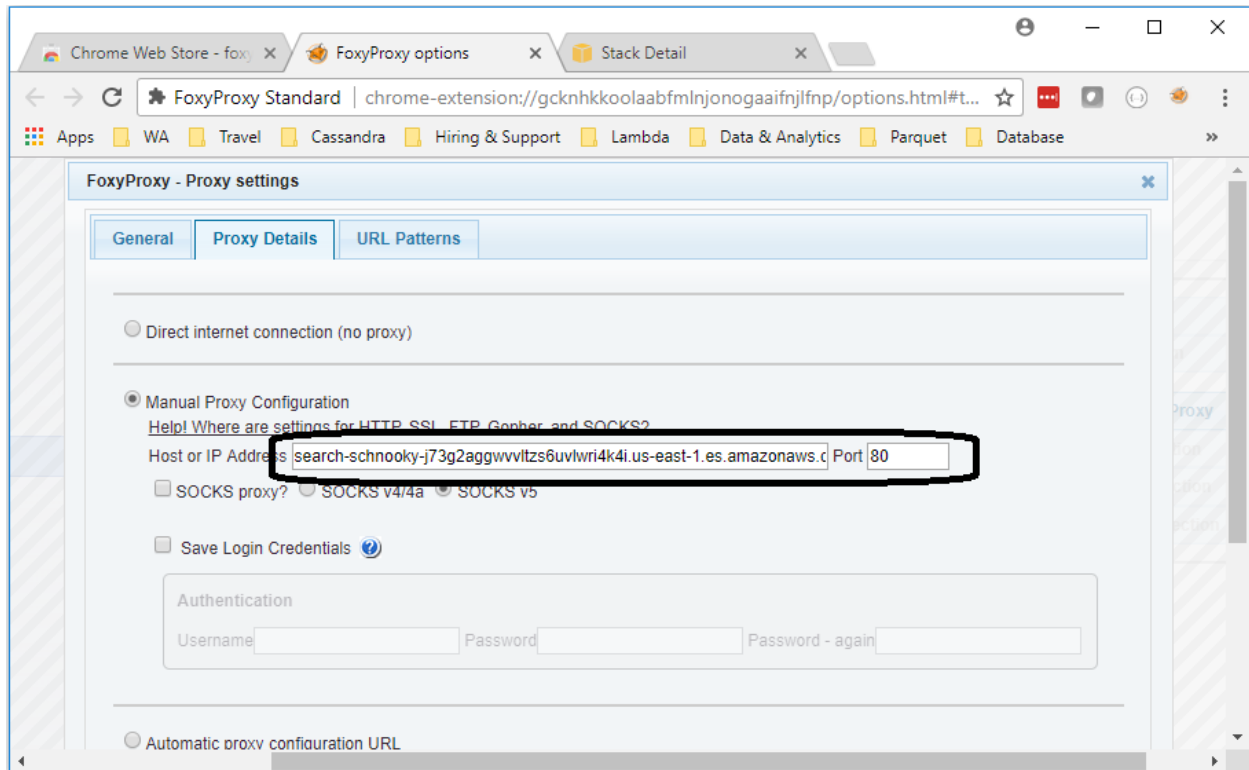 Chrome Web Store - foxy
FoxyProxy options
Stack Detail
FoxyProxy Standard | chrome-extension://gcknhkkoolaabfmlnjonogaaifnjlfnp/options.html#t...
Apps WA Travel Cassandra Hiring & Support Lambda Data & Analytics Parquet Database »
FoxyProxy - Proxy settings
General Proxy Details URL Patterns
Direct internet connection (no proxy)
Manual Proxy Configuration
Help! Where are settings for HTTP, SSL, FTP, Gopher, and SOCKS?
Host or IP Address search-schnooky-j73g2aggwvvltzs6uvlwri4k4i.us-east-1.es.amazonaws.c Port 80
SOCKS proxy? SOCKS v4/4a SOCKS v5
Save Login Credentials
Authentication
Username Password Password - again
Automatic proxy configuration URL